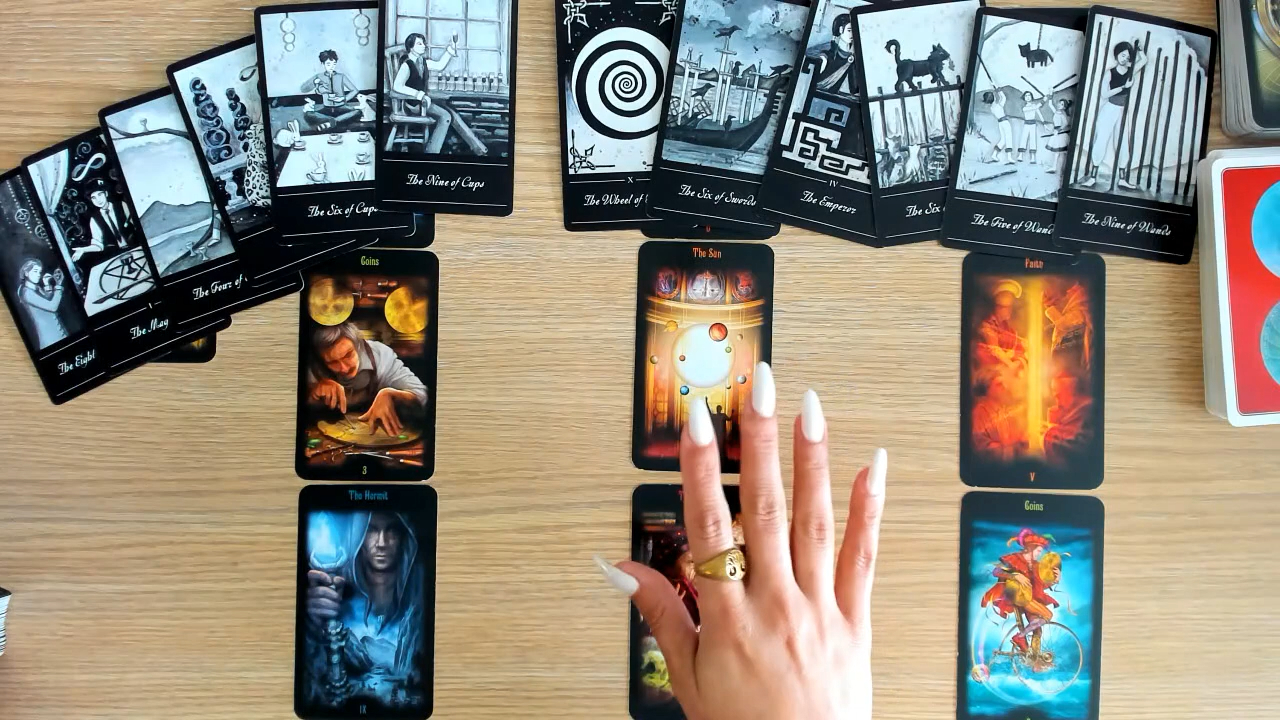 The Eight
The Mag
The Four of
The Six of Cups
The Nine of Cups
X
The Wheel of
The Six of Swords
IV
The Emperor
The Six
The Five of Wand
The Nine of Wands
Coins
3
The Sun
Faith
V
The Hermit
IX
Coins